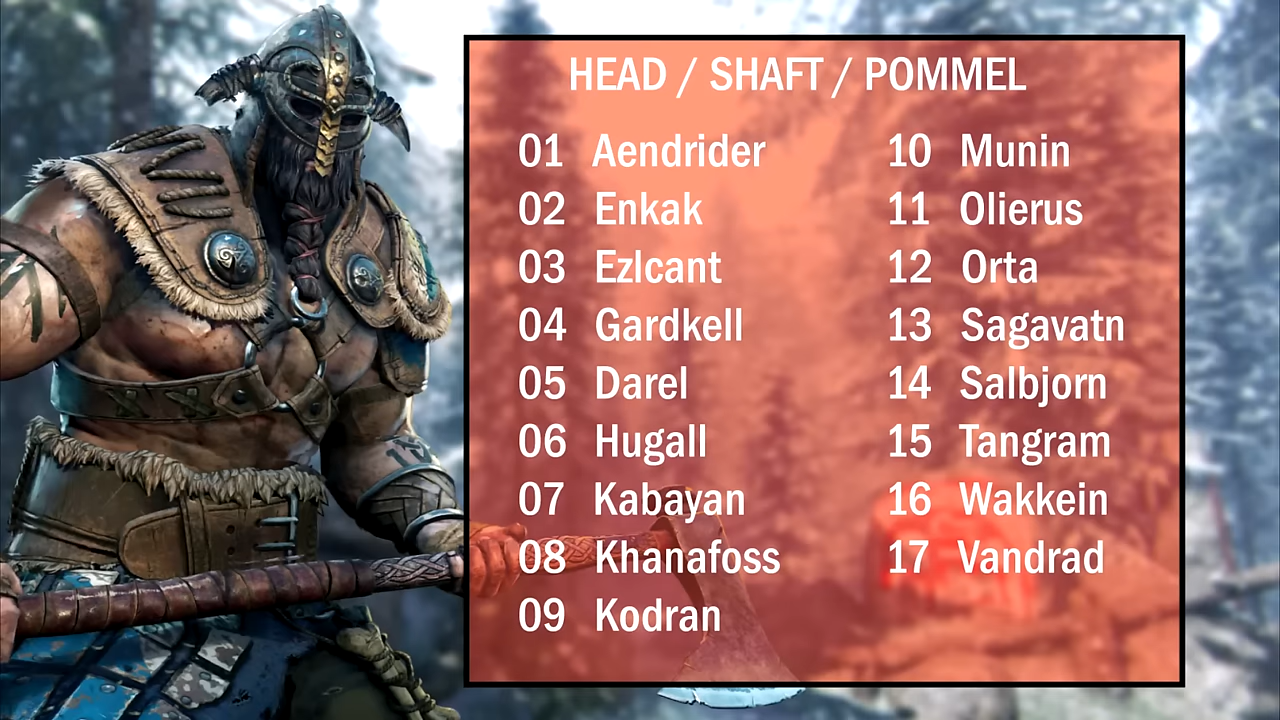 HEAD / SHAFT / POMMEL
01 Aendrider
02 Enkak
03 Ezlcant
04 Gardkell
05 Darel
06 Hugall
07 Kabayan
08 Khanafoss
09 Kodran
10 Munin
11 Olierus
12 Orta
13 Sagavatn
14 Salbjorn
15 Tangram
16 Wakkein
17 Vandrad